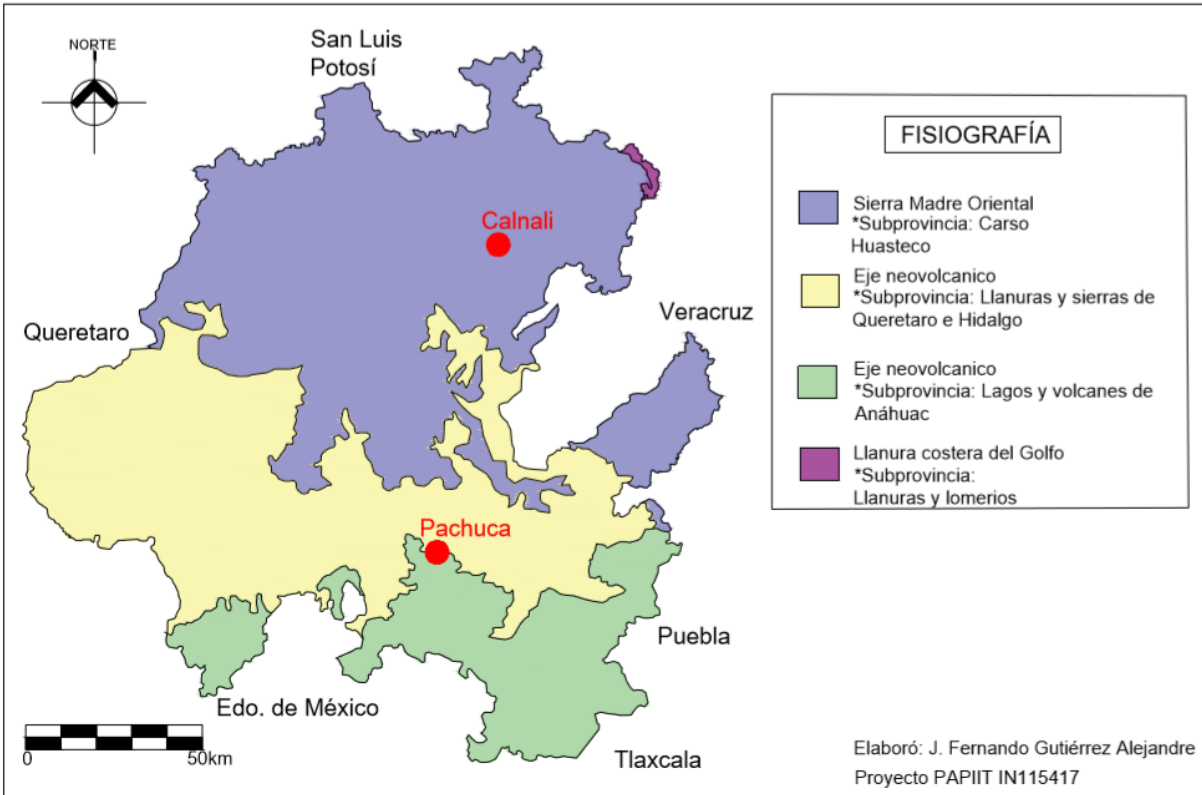 NORTE
San Luis
Potosí
Calnali
Queretaro
Veracruz
Pachuca
Puebla
Edo. de México
Tlaxcala
0
50km
FISIOGRAFÍA
Sierra Madre Oriental
*Subprovincia: Carso
Huasteco
Eje neovolcanico
*Subprovincia: Llanuras y sierras de
Queretaro e Hidalgo
Eje neovolcanico
*Subprovincia: Lagos y volcanes de
Anáhuac
Llanura costera del Golfo
*Subprovincia:
Llanuras y lomerios
Elaboró: J. Fernando Gutiérrez Alejandre
Proyecto PAPIIT IN115417